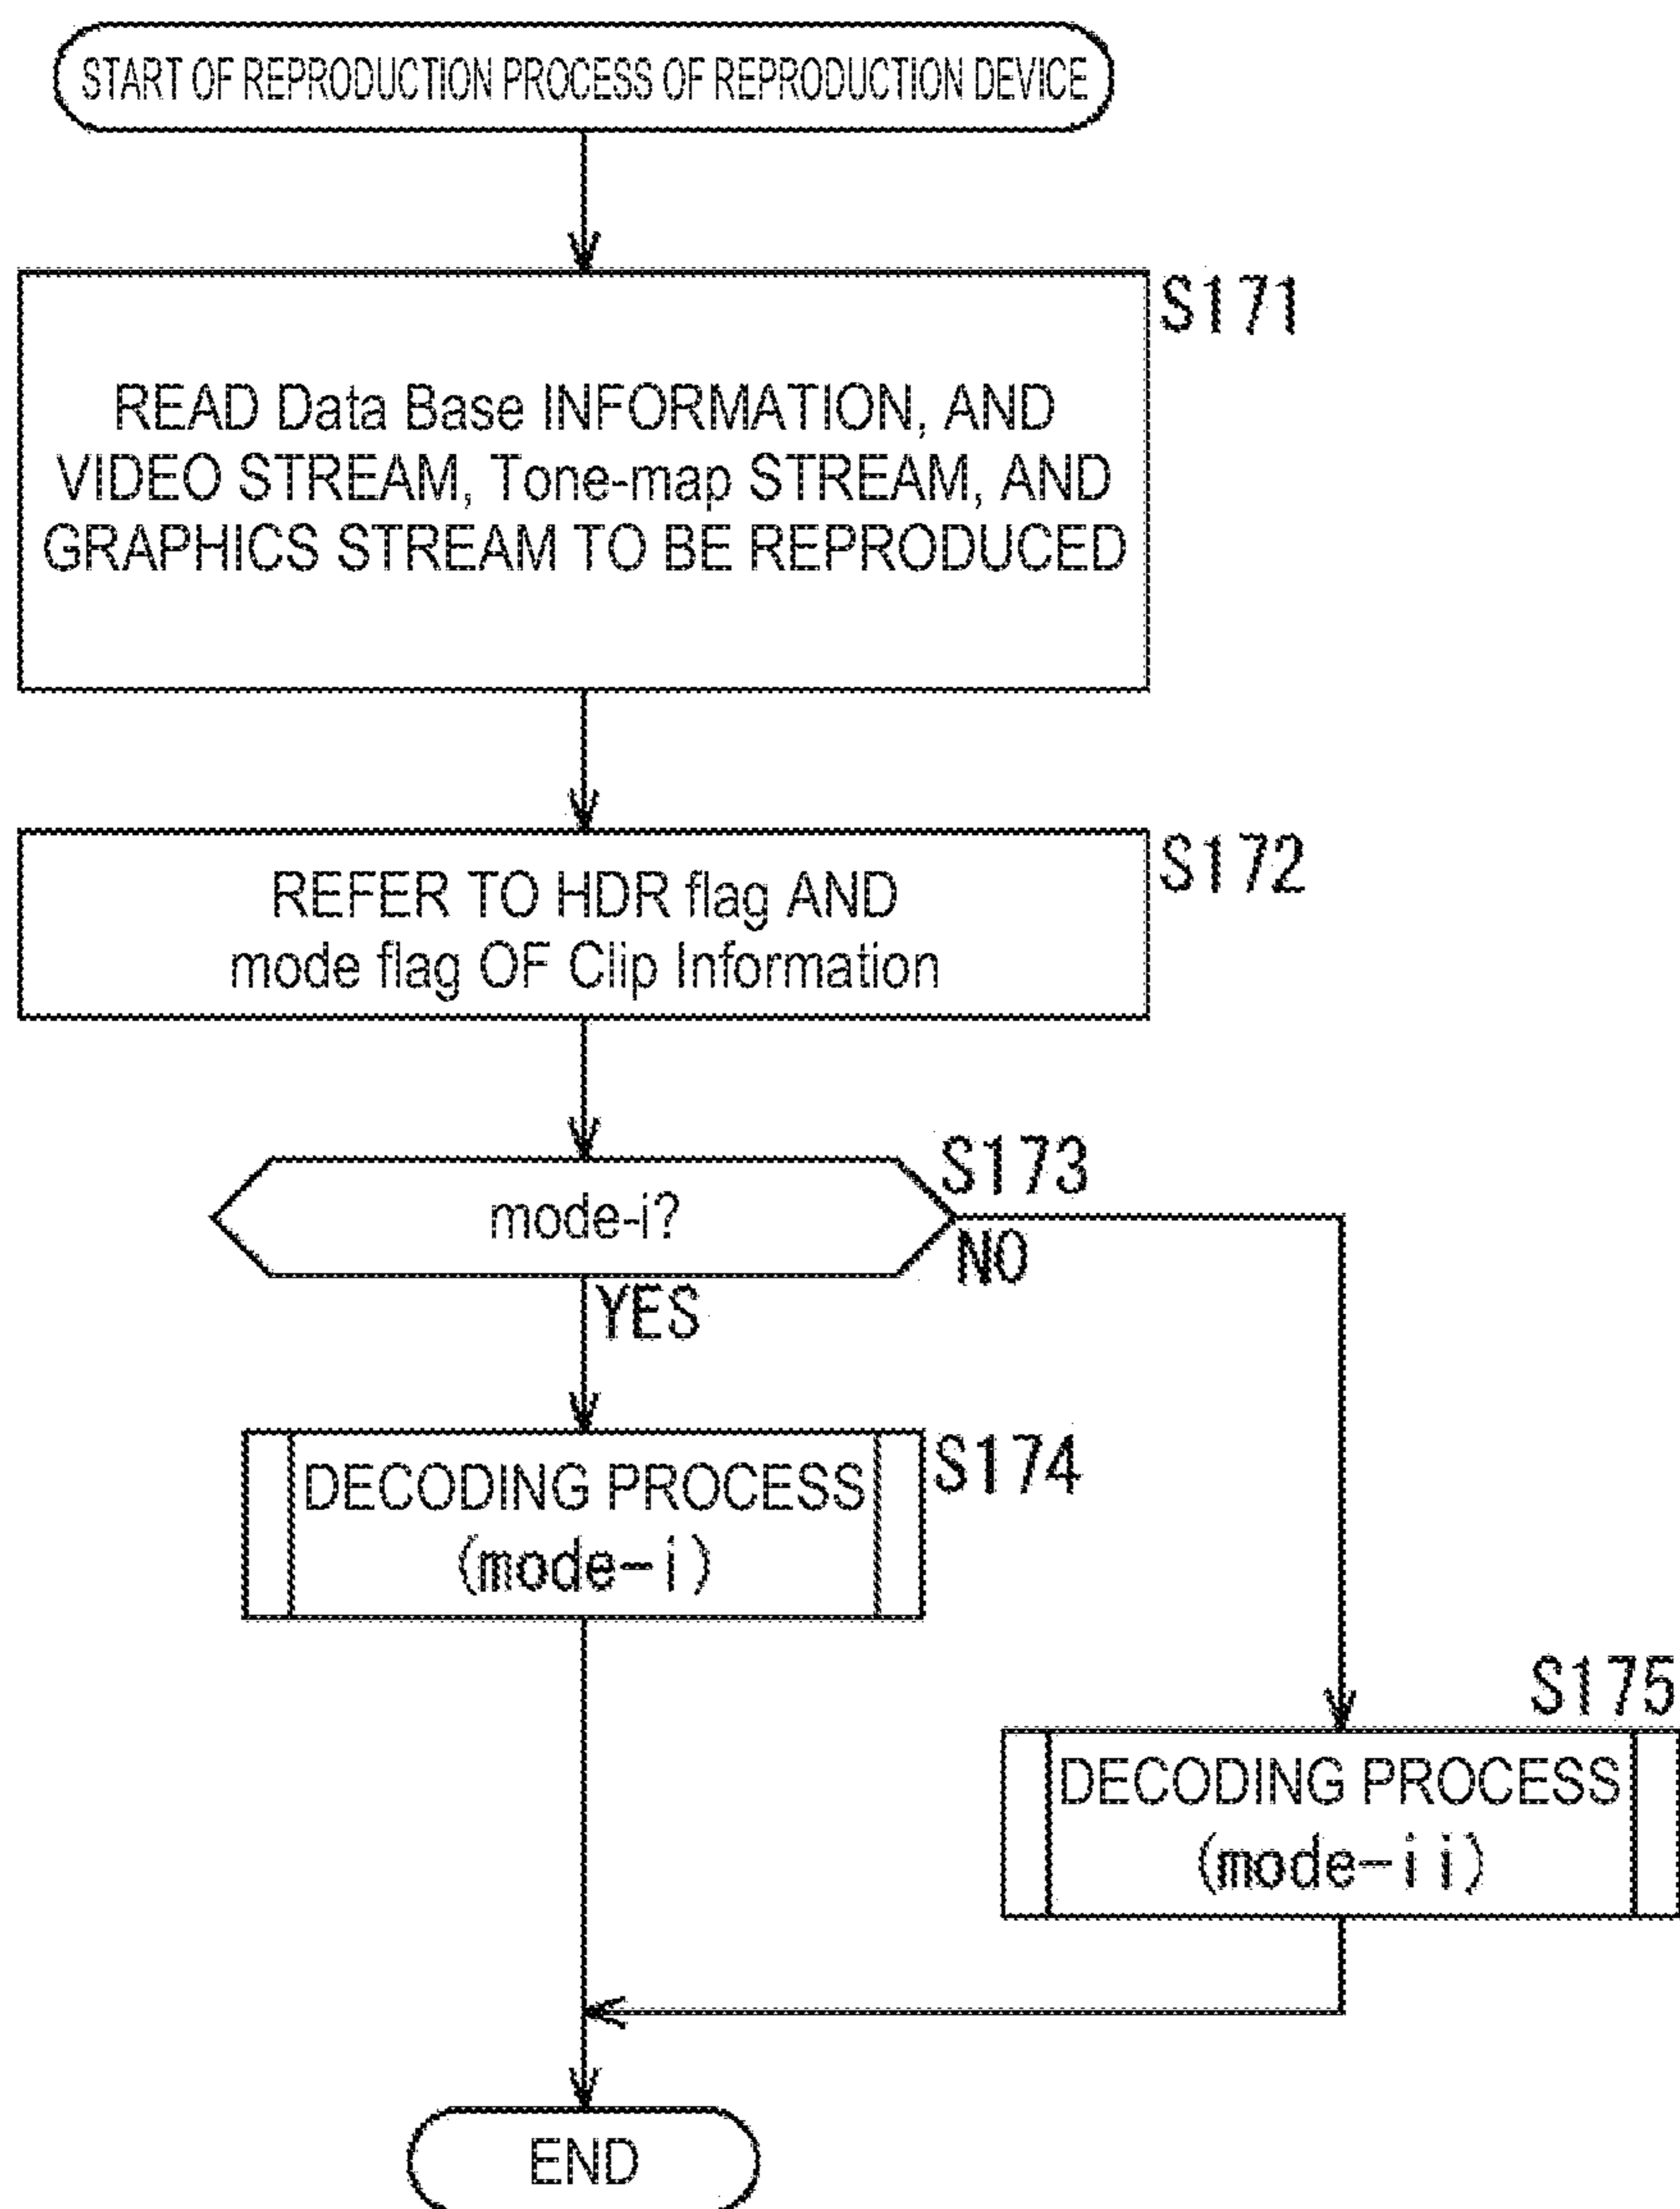 START OF REPRODUCTION PROCESS OF REPRODUCTION DEVICE
S171
READ Data Base INFORMATION, AND
VIDEO STREAM, Tone-map STREAM, AND
GRAPHICS STREAM TO BE REPRODUCED
S172
REFER TO HDR flag AND
mode flag OF Clip Information
S173
mode-i?
NO
YES
S174
DECODING PROCESS
(mode-i)
S175
DECODING PROCESS
(mode-ii)
END